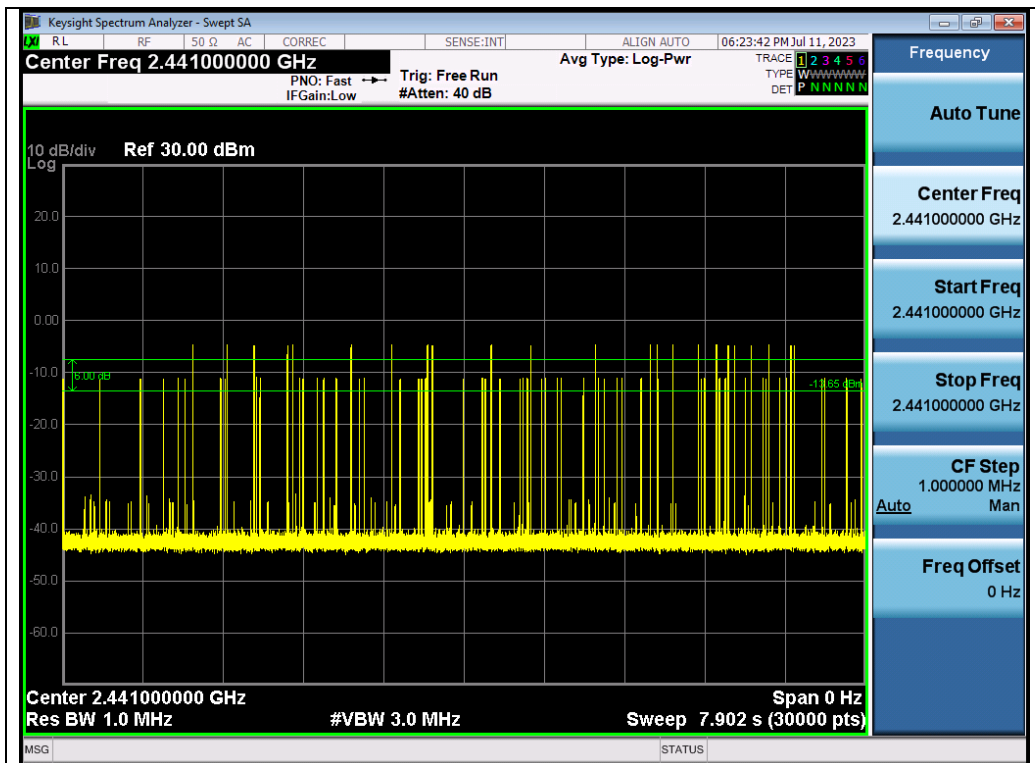 Keysight Spectrum Analyzer - Swept SA
LXI RL RF 50 Ω AC CORREC SENSE:INT ALIGN AUTO 06:23:42 PM Jul 11, 2023
Center Freq 2.441000000 GHz
PNO: Fast
IFGain:Low
Trig: Free Run
#Atten: 40 dB
Avg Type: Log-Pwr
TRACE 1 2 3 4 5 6
TYPE WWWWWW
DET P N N N N N
10 dB/div Ref 30.00 dBm
Log
20.0
10.0
0.00
-10.0
6.00 dB
-13.65 dBm
-20.0
-30.0
-40.0
-50.0
-60.0
Center 2.441000000 GHz Span 0 Hz
Res BW 1.0 MHz #VBW 3.0 MHz Sweep 7.902 s (30000 pts)
MSG STATUS
Frequency
Auto Tune
Center Freq
2.441000000 GHz
Start Freq
2.441000000 GHz
Stop Freq
2.441000000 GHz
CF Step
1.000000 MHz
Auto Man
Freq Offset
0 Hz